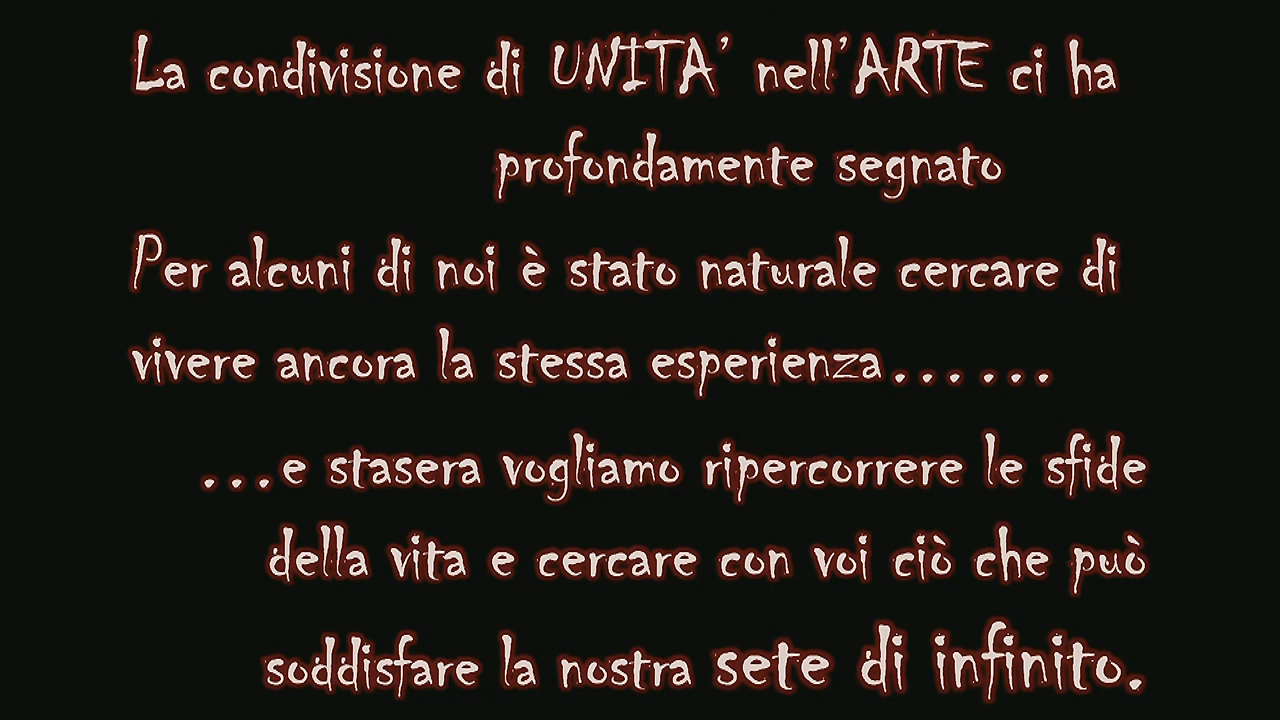 La condivisione di UNITA’ nell’ARTE ci ha
profondamente segnato
Per alcuni di noi è stato naturale cercare di
vivere ancora la stessa esperienza......
...e stasera vogliamo ripercorrere le sfide
della vita e cercare con voi ciò che può
soddisfare la nostra sete di infinito.